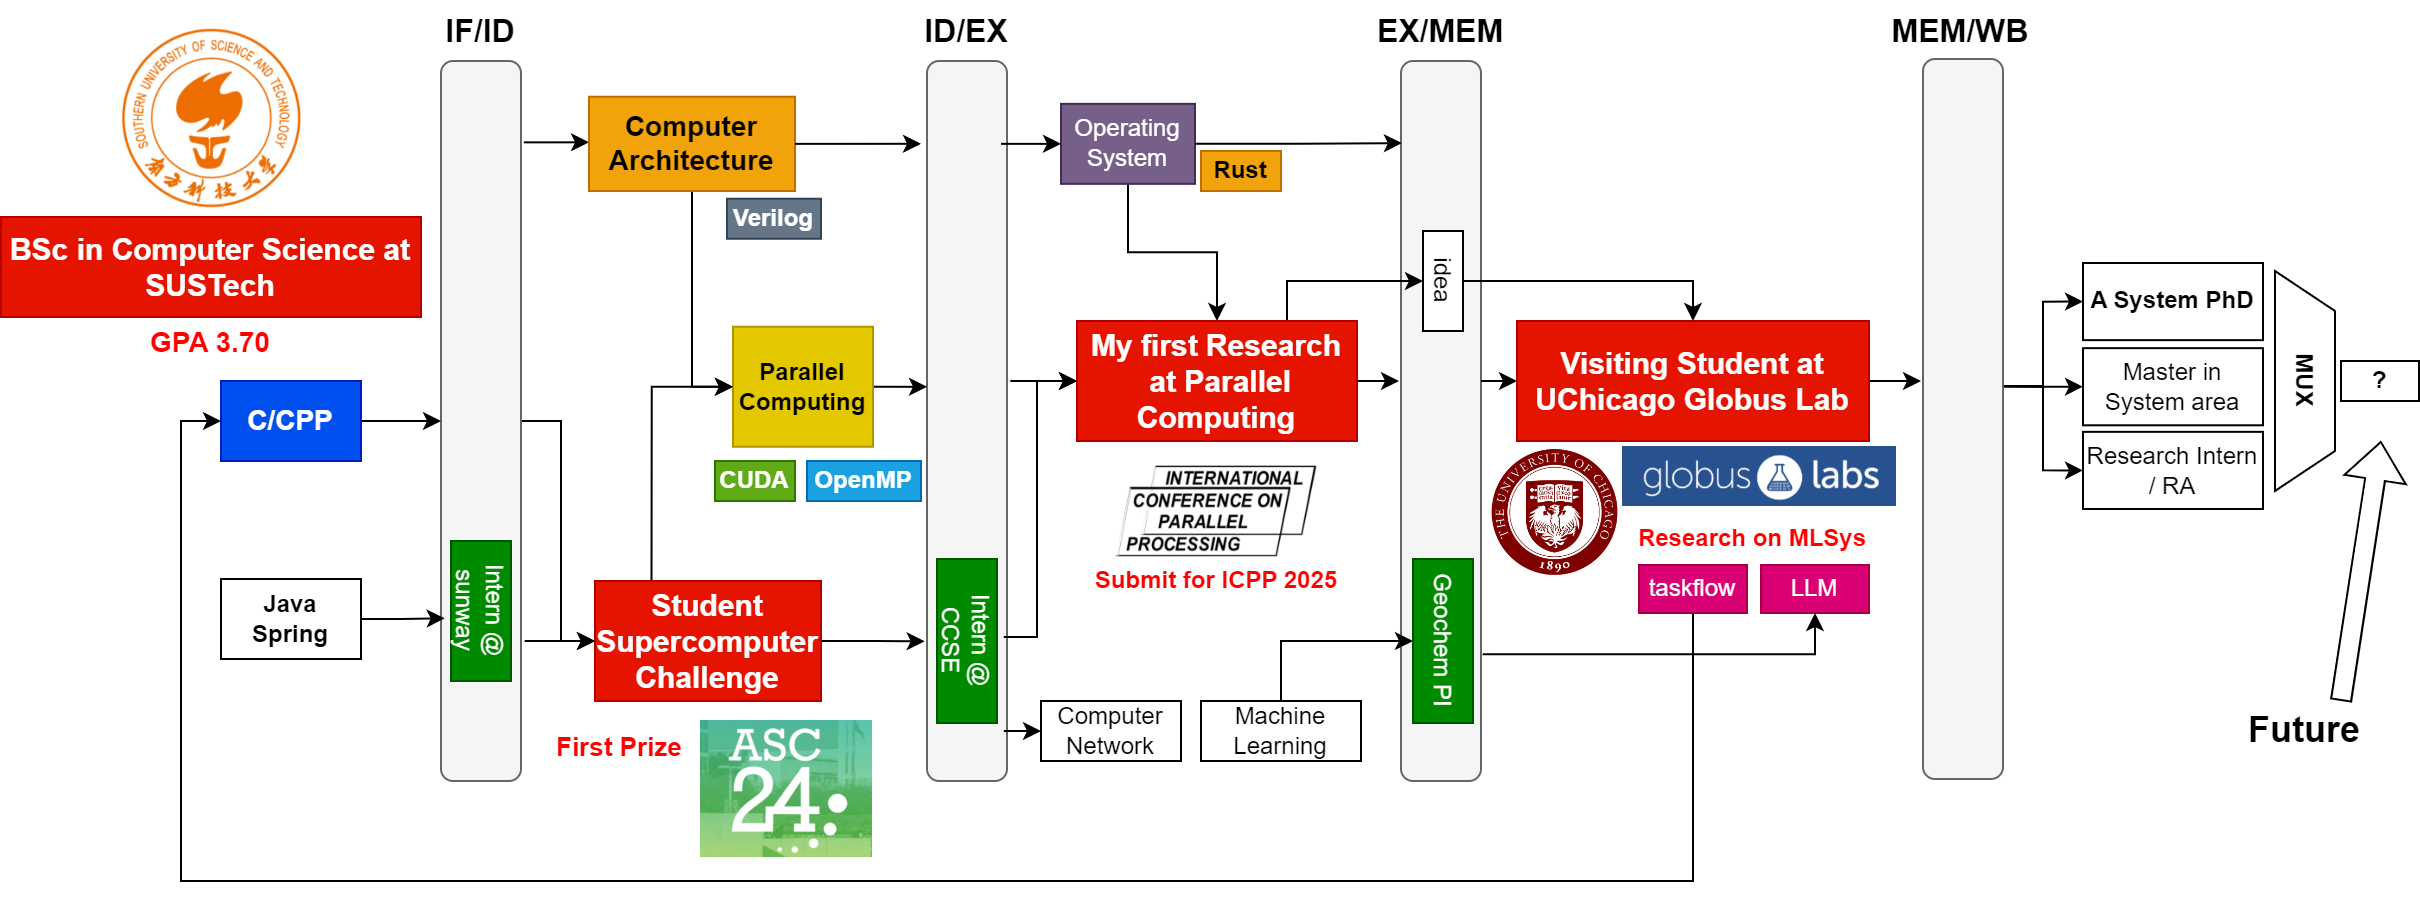 IF/ID
ID/EX
EX/MEM
MEM/WB
SOUTHERN UNIVERSITY OF SCIENCE AND TECHNOLOGY
南方科技大学
BSc in Computer Science at
SUSTech
GPA 3.70
C/CPP
Java
Spring
Intern @
sunway
Computer
Architecture
Verilog
Parallel
Computing
CUDA
OpenMP
Student
Supercomputer
Challenge
First Prize
ASC
24
Intern @
CCSE
Operating
System
Rust
My first Research
at Parallel
Computing
INTERNATIONAL
CONFERENCE ON
PARALLEL
PROCESSING
Submit for ICPP 2025
Computer
Network
Machine
Learning
idea
Geochem PI
Visiting Student at
UChicago Globus Lab
THE UNIVERSITY OF CHICAGO
1890
globus labs
Research on MLSys
taskflow
LLM
A System PhD
Master in
System area
Research Intern
/ RA
MUX
?
Future